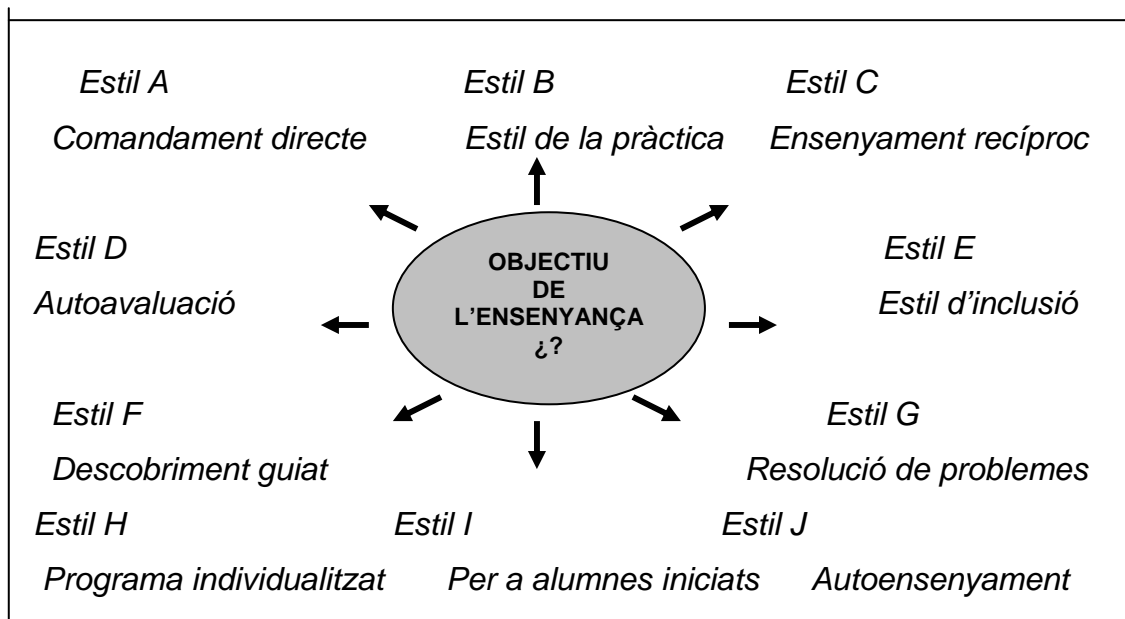 Estil A Estil B Estil C
Comandament directe Estil de la pràctica Ensenyament recíproc
Estil D Estil E
Autoavaluació Estil d’inclusió
OBJECTIU
DE
L’ENSENYANÇA
¿?
Estil F Estil G
Descobriment guiat Resolució de problemes
Estil H Estil I Estil J
Programa individualitzat Per a alumnes iniciats Autoensenyament